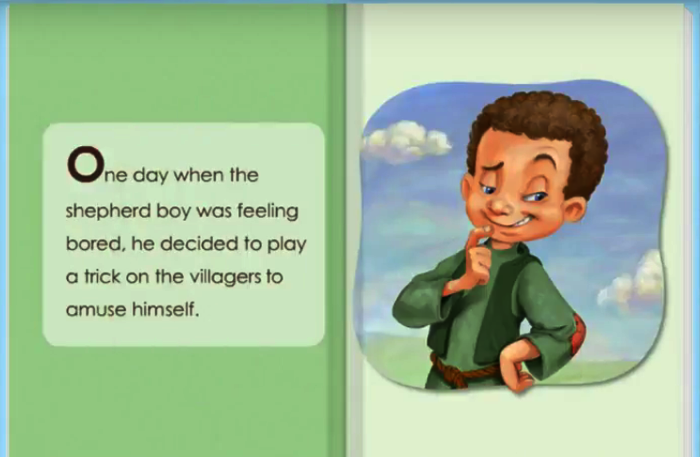 One day when the
shepherd boy was feeling
bored, he decided to play
a trick on the villagers to
amuse himself.